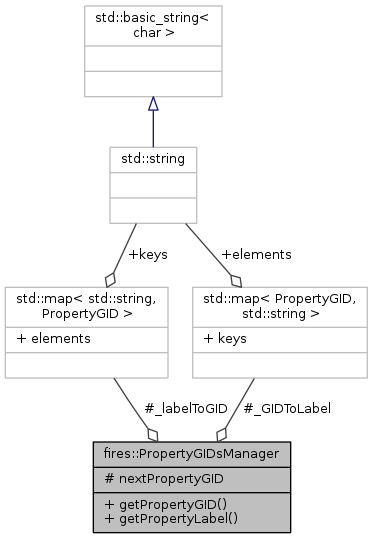 std::basic_string<
char >
std::string
+keys
+elements
std::map< std::string,
PropertyGID >
+ elements
std::map< PropertyGID,
std::string >
+ keys
#_labelToGID
#_GIDToLabel
fires::PropertyGIDsManager
# nextPropertyGID
+ getPropertyGID()
+ getPropertyLabel()